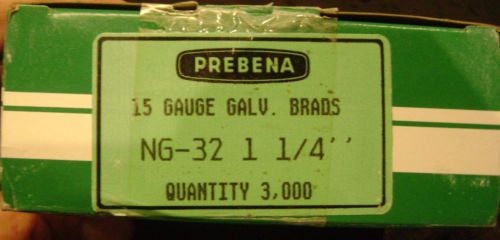 PREBENA
15 GAUGE GALV. BRADS
NG-32 1 1/4''
QUANTITY 3,000